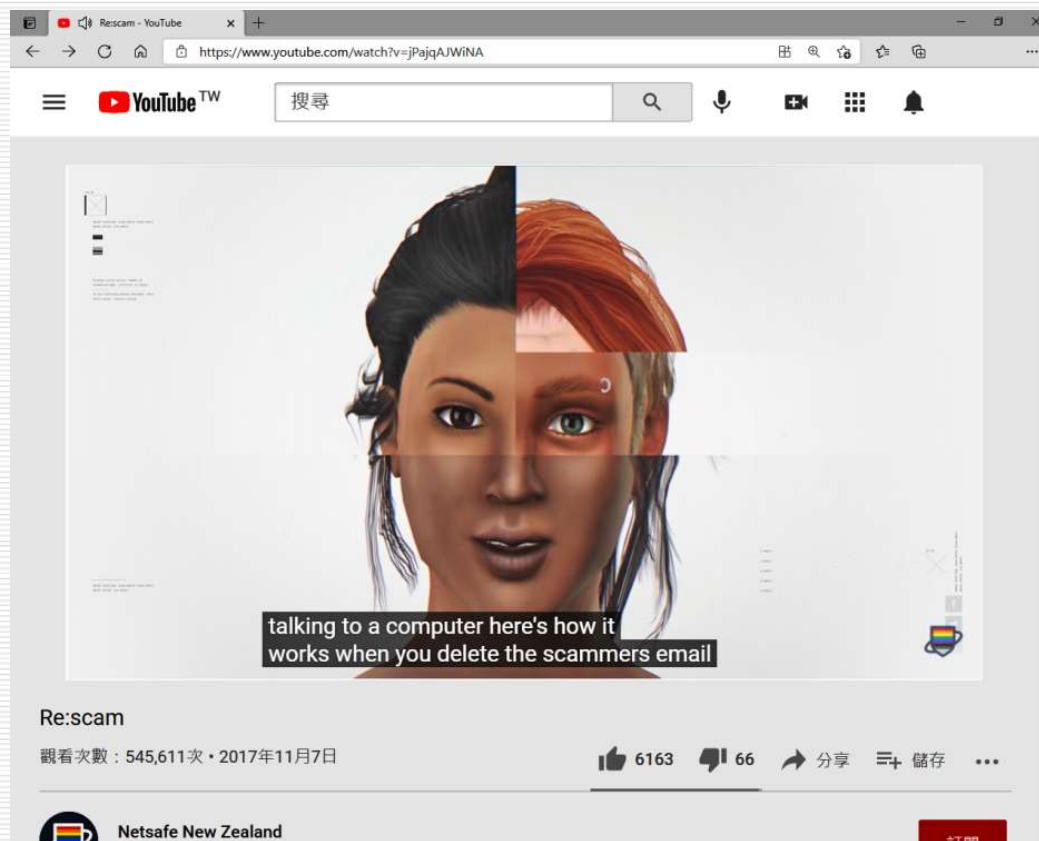 Re:scam - YouTube
https://www.youtube.com/watch?v=jPajqAJWiNA
YouTube TW
搜尋
talking to a computer here's how it
works when you delete the scammers email
Re:scam
觀看次數：545,611次 • 2017年11月7日
6163
66
分享
儲存
Netsafe New Zealand
訂閱